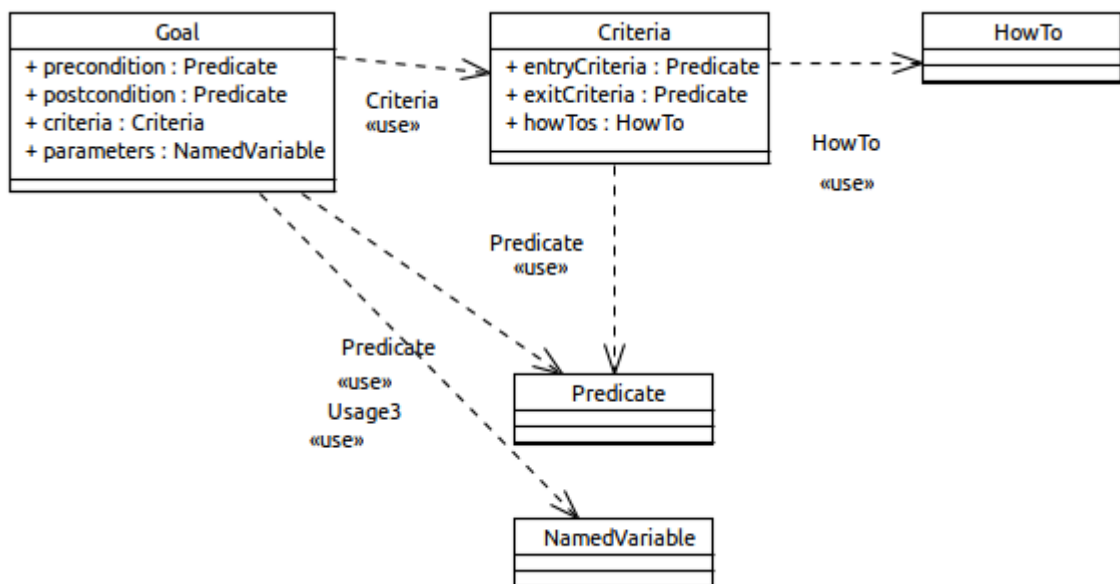 Goal
+ precondition : Predicate
+ postcondition : Predicate
+ criteria : Criteria
+ parameters : NamedVariable
Criteria
«use»
Criteria
+ entryCriteria : Predicate
+ exitCriteria : Predicate
+ howTos : HowTo
HowTo
HowTo
«use»
Predicate
«use»
Predicate
«use»
Usage3
«use»
Predicate
NamedVariable